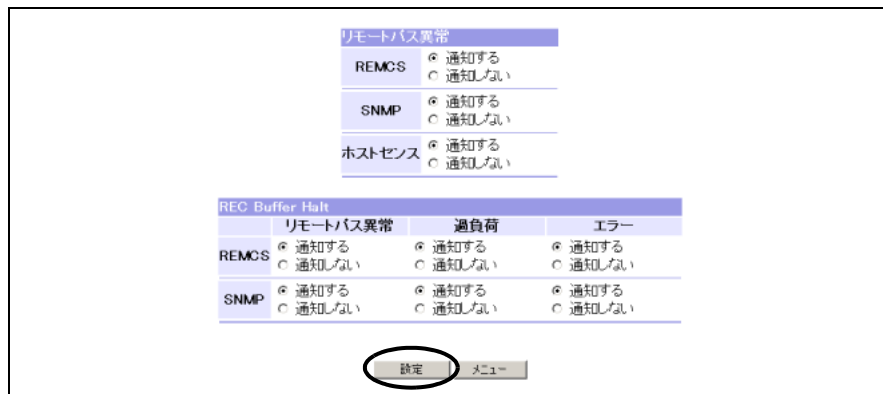 リモートパス異常
REMCS 通知する
通知しない
SNMP 通知する
通知しない
ホストセンス 通知する
通知しない
REC Buffer Halt
リモートパス異常 過負荷 エラー
REMCS 通知する 通知する 通知する
通知しない 通知しない 通知しない
SNMP 通知する 通知する 通知する
通知しない 通知しない 通知しない
設定 メニュー